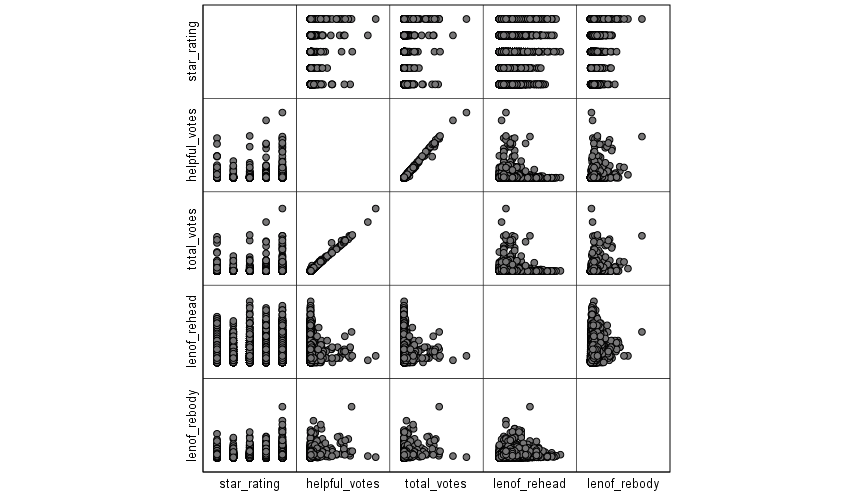 star_rating
helpful_votes
total_votes
lenof_rehead
lenof_rebody
star_rating
helpful_votes
total_votes
lenof_rehead
lenof_rebody